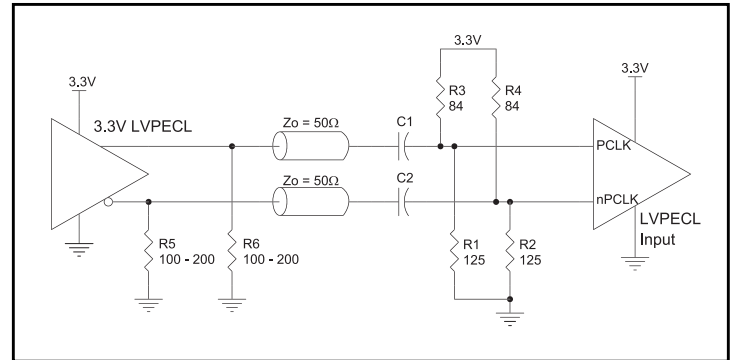 3.3V
3.3V LVPECL
Zo = 50Ω
Zo = 50Ω
C1
C2
3.3V
R3
84
R4
84
3.3V
PCLK
nPCLK
LVPECL
Input
R5
100 - 200
R6
100 - 200
R1
125
R2
125